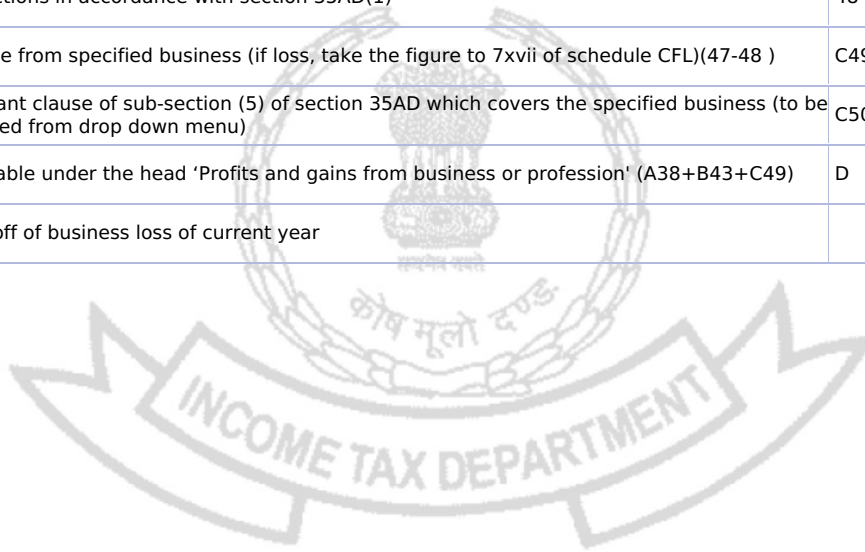 ctions in accordance with section 35AD(1)
48
e from specified business (if loss, take the figure to 7xvii of schedule CFL)(47-48 )
C49
ant clause of sub-section (5) of section 35AD which covers the specified business (to be
ed from drop down menu)
C50
able under the head ‘Profits and gains from business or profession' (A38+B43+C49)
D
off of business loss of current year
सत्यमेव जयते
कोष मूलो दण्ड:
INCOME TAX DEPARTMENT